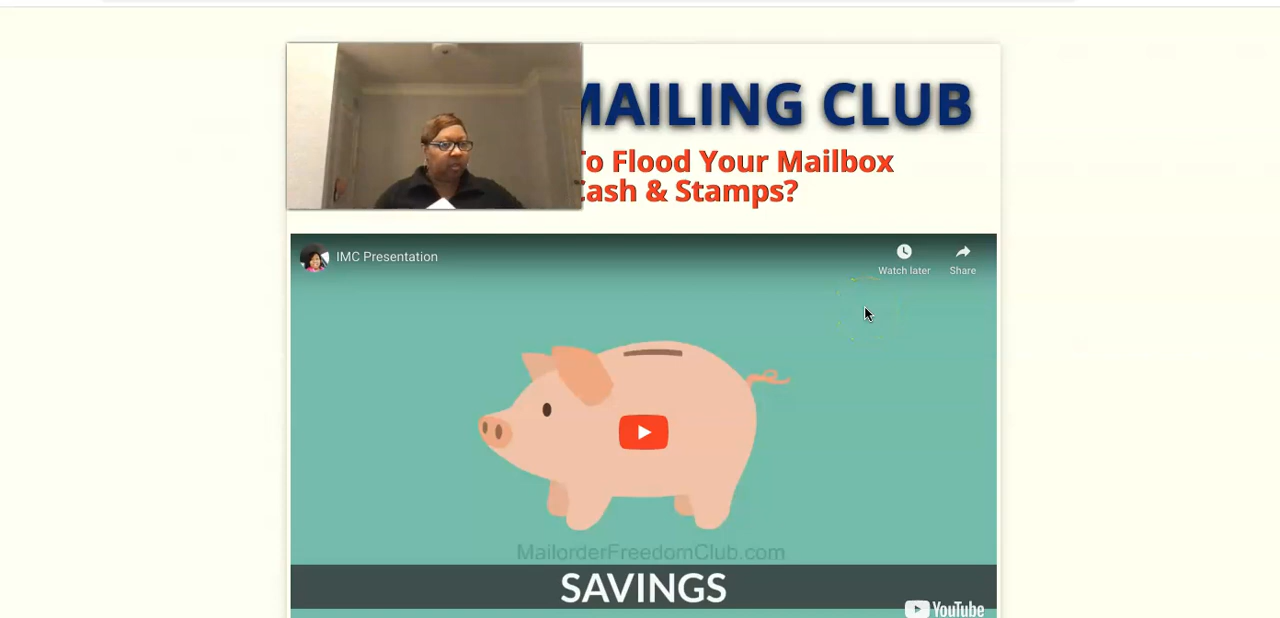 MAILING CLUB
To Flood Your Mailbox
Cash & Stamps?
IMC Presentation
Watch later
Share
MailorderFreedomClub.com
SAVINGS
YouTube